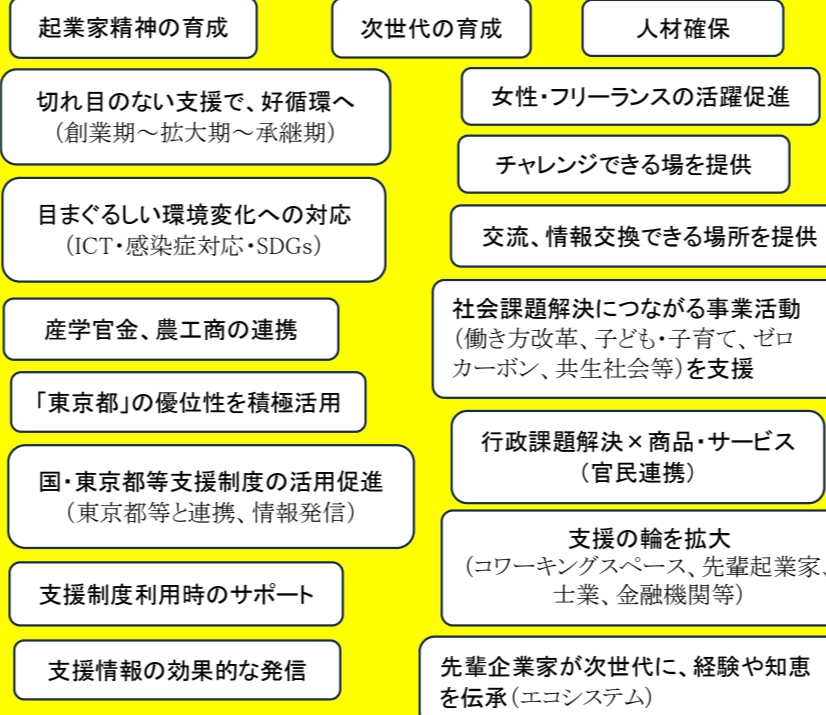 起業家精神の育成
次世代の育成
人材確保
切れ目のない支援で、好循環へ
（創業期～拡大期～承継期）
目まぐるしい環境変化への対応
（ICT・感染症対応・SDGs）
産学官金、農工商の連携
「東京都」の優位性を積極活用
国・東京都等支援制度の活用促進
（東京都等と連携、情報発信）
支援制度利用時のサポート
支援情報の効果的な発信
女性・フリーランスの活躍促進
チャレンジできる場を提供
交流、情報交換できる場所を提供
社会課題解決につながる事業活動
（働き方改革、子ども・子育て、ゼロ
カーボン、共生社会等）を支援
行政課題解決×商品・サービス
（官民連携）
支援の輪を拡大
（コワーキングスペース、先輩起業家、
士業、金融機関等）
先輩企業家が次世代に、経験や知恵
を伝承（エコシステム）